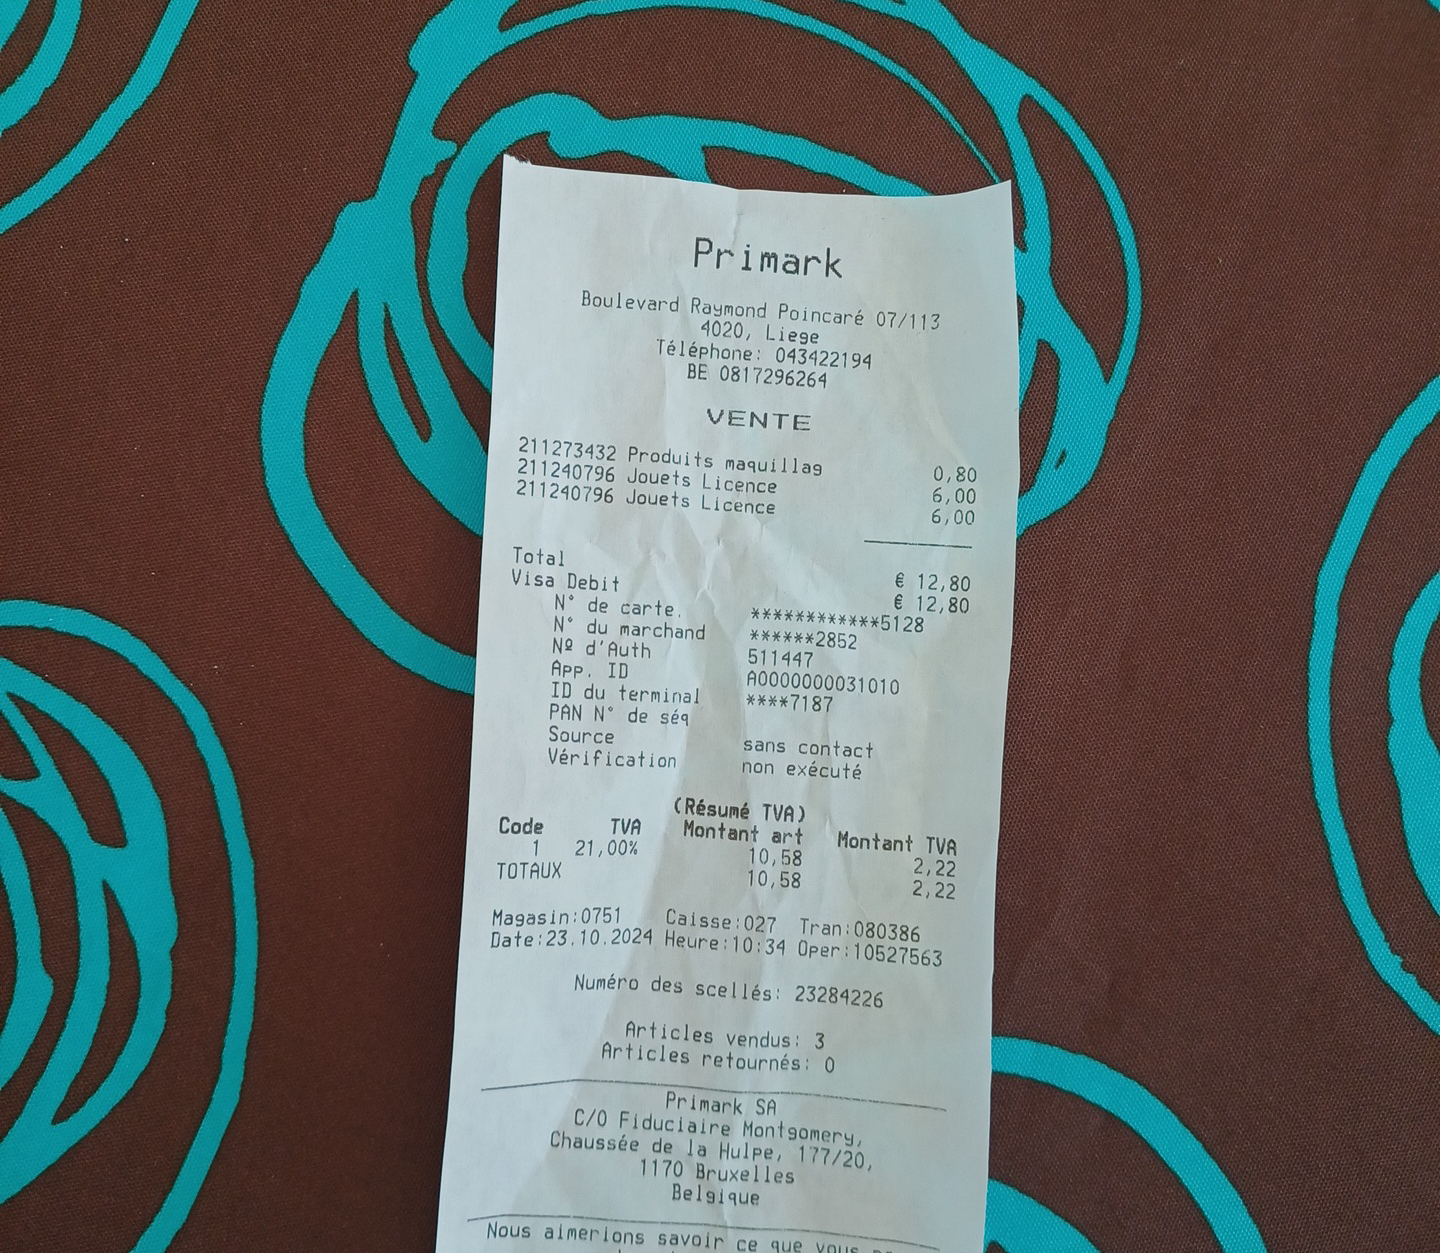 Primark
Boulevard Raymond Poincaré 07/113
4020, Liege
Téléphone: 043422194
BE 0817296264
VENTE
211273432 Produits maquillag 0,80
211240796 Jouets Licence 6,00
211240796 Jouets Licence 6,00
Total € 12,80
Visa Debit € 12,80
N° de carte. ************5128
N° du marchand ******2852
Nº d'Auth 511447
App. ID A0000000031010
ID du terminal ****7187
PAN N° de séq
Source sans contact
Vérification non exécuté
(Résumé TVA)
Code TVA Montant art Montant TVA
1 21,00% 10,58 2,22
TOTAUX 10,58 2,22
Magasin:0751 Caisse:027 Tran:080386
Date:23.10.2024 Heure:10:34 Oper:10527563
Numéro des scellés: 23284226
Articles vendus: 3
Articles retournés: 0
Primark SA
C/O Fiduciaire Montgomery,
Chaussée de la Hulpe, 177/20,
1170 Bruxelles
Belgique
Nous aimerions savoir ce que vous